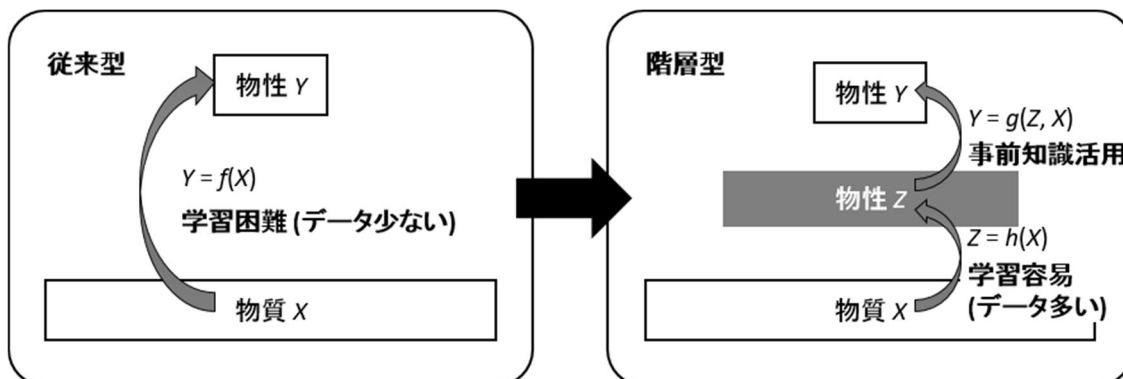 従来型
物性 Y
Y = f(X)
学習困難 (データ少ない)
物質 X
階層型
物性 Y
Y = g(Z, X)
事前知識活用
物性 Z
Z = h(X)
学習容易
(データ多い)
物質 X